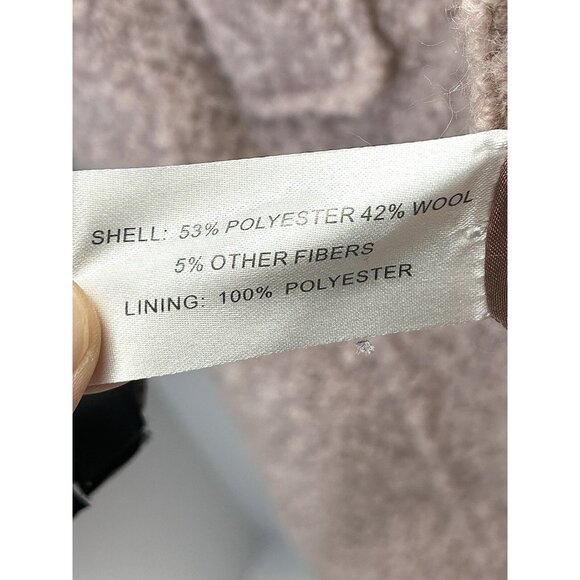 SHELL: 53% POLYESTER 42% WOOL
5% OTHER FIBERS
LINING: 100% POLYESTER